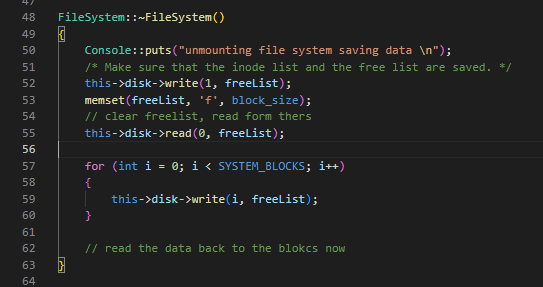 47
48 FileSystem::~FileSystem()
49 {
50 Console::puts("unmounting file system saving data \n");
51 /* Make sure that the inode list and the free list are saved. */
52 this->disk->write(1, freeList);
53 memset(freeList, 'f', block_size);
54 // clear freelist, read form thers
55 this->disk->read(0, freeList);
56
57 for (int i = 0; i < SYSTEM_BLOCKS; i++)
58 {
59 this->disk->write(i, freeList);
60 }
61
62 // read the data back to the blokcs now
63 }
64